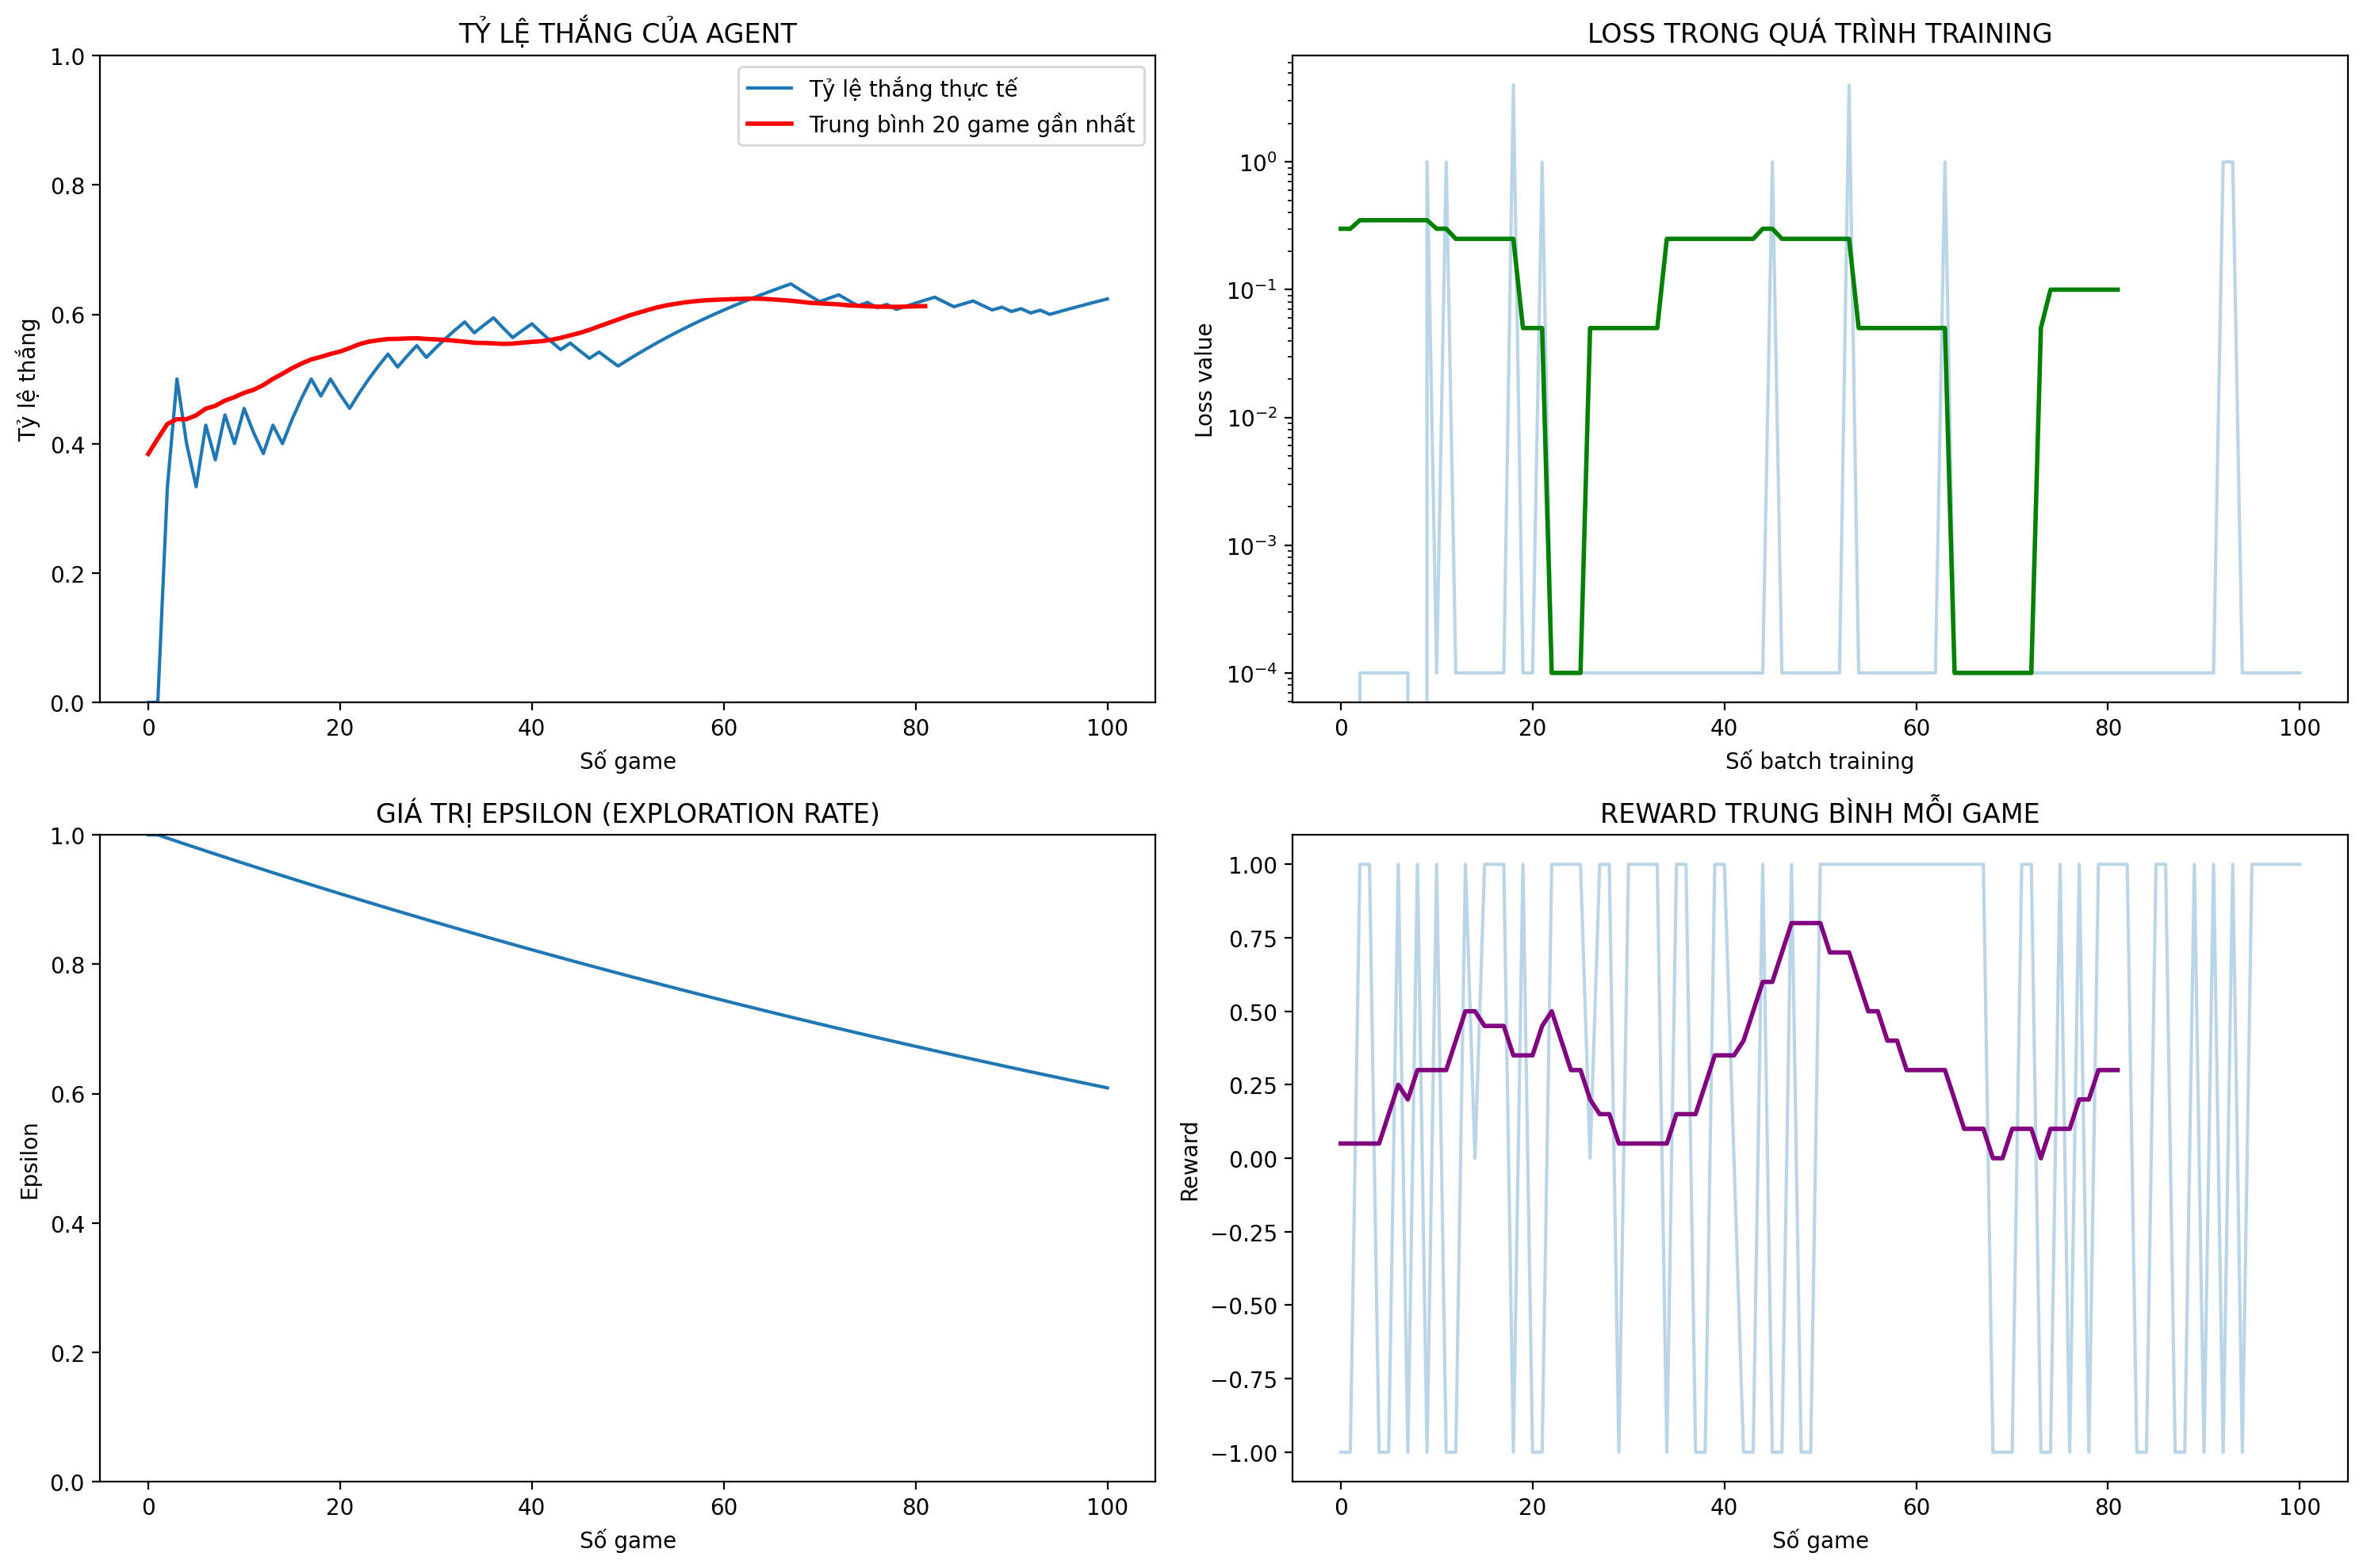 TỶ LỆ THẮNG CỦA AGENT
1.0
0.8
0.6
0.4
0.2
0.0
Tỷ lệ thắng
Tỷ lệ thắng thực tế
Trung bình 20 game gần nhất
0 20 40 60 80 100
Số game
LOSS TRONG QUÁ TRÌNH TRAINING
10⁰
10⁻¹
10⁻²
10⁻³
10⁻⁴
Loss value
0 20 40 60 80 100
Số batch training
GIÁ TRỊ EPSILON (EXPLORATION RATE)
1.0
0.8
0.6
0.4
0.2
0.0
Epsilon
0 20 40 60 80 100
Số game
REWARD TRUNG BÌNH MỖI GAME
1.00
0.75
0.50
0.25
0.00
−0.25
−0.50
−0.75
−1.00
Reward
0 20 40 60 80 100
Số game